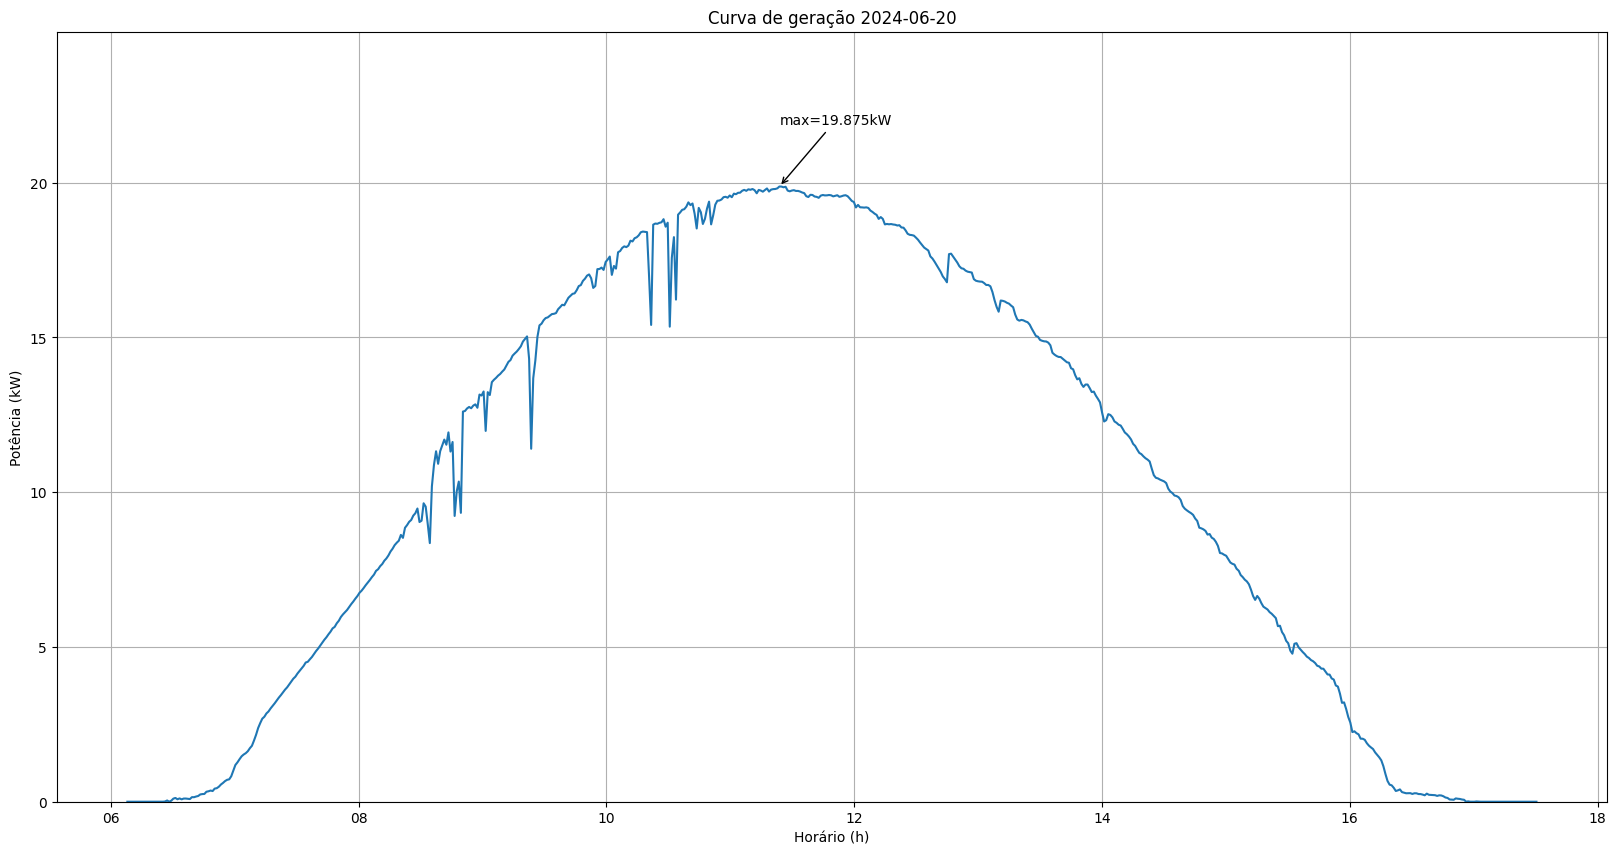 Curva de geração 2024-06-20
max=19.875kW
Potência (kW)
20
15
10
5
0
06 08 10 12 14 16 18
Horário (h)